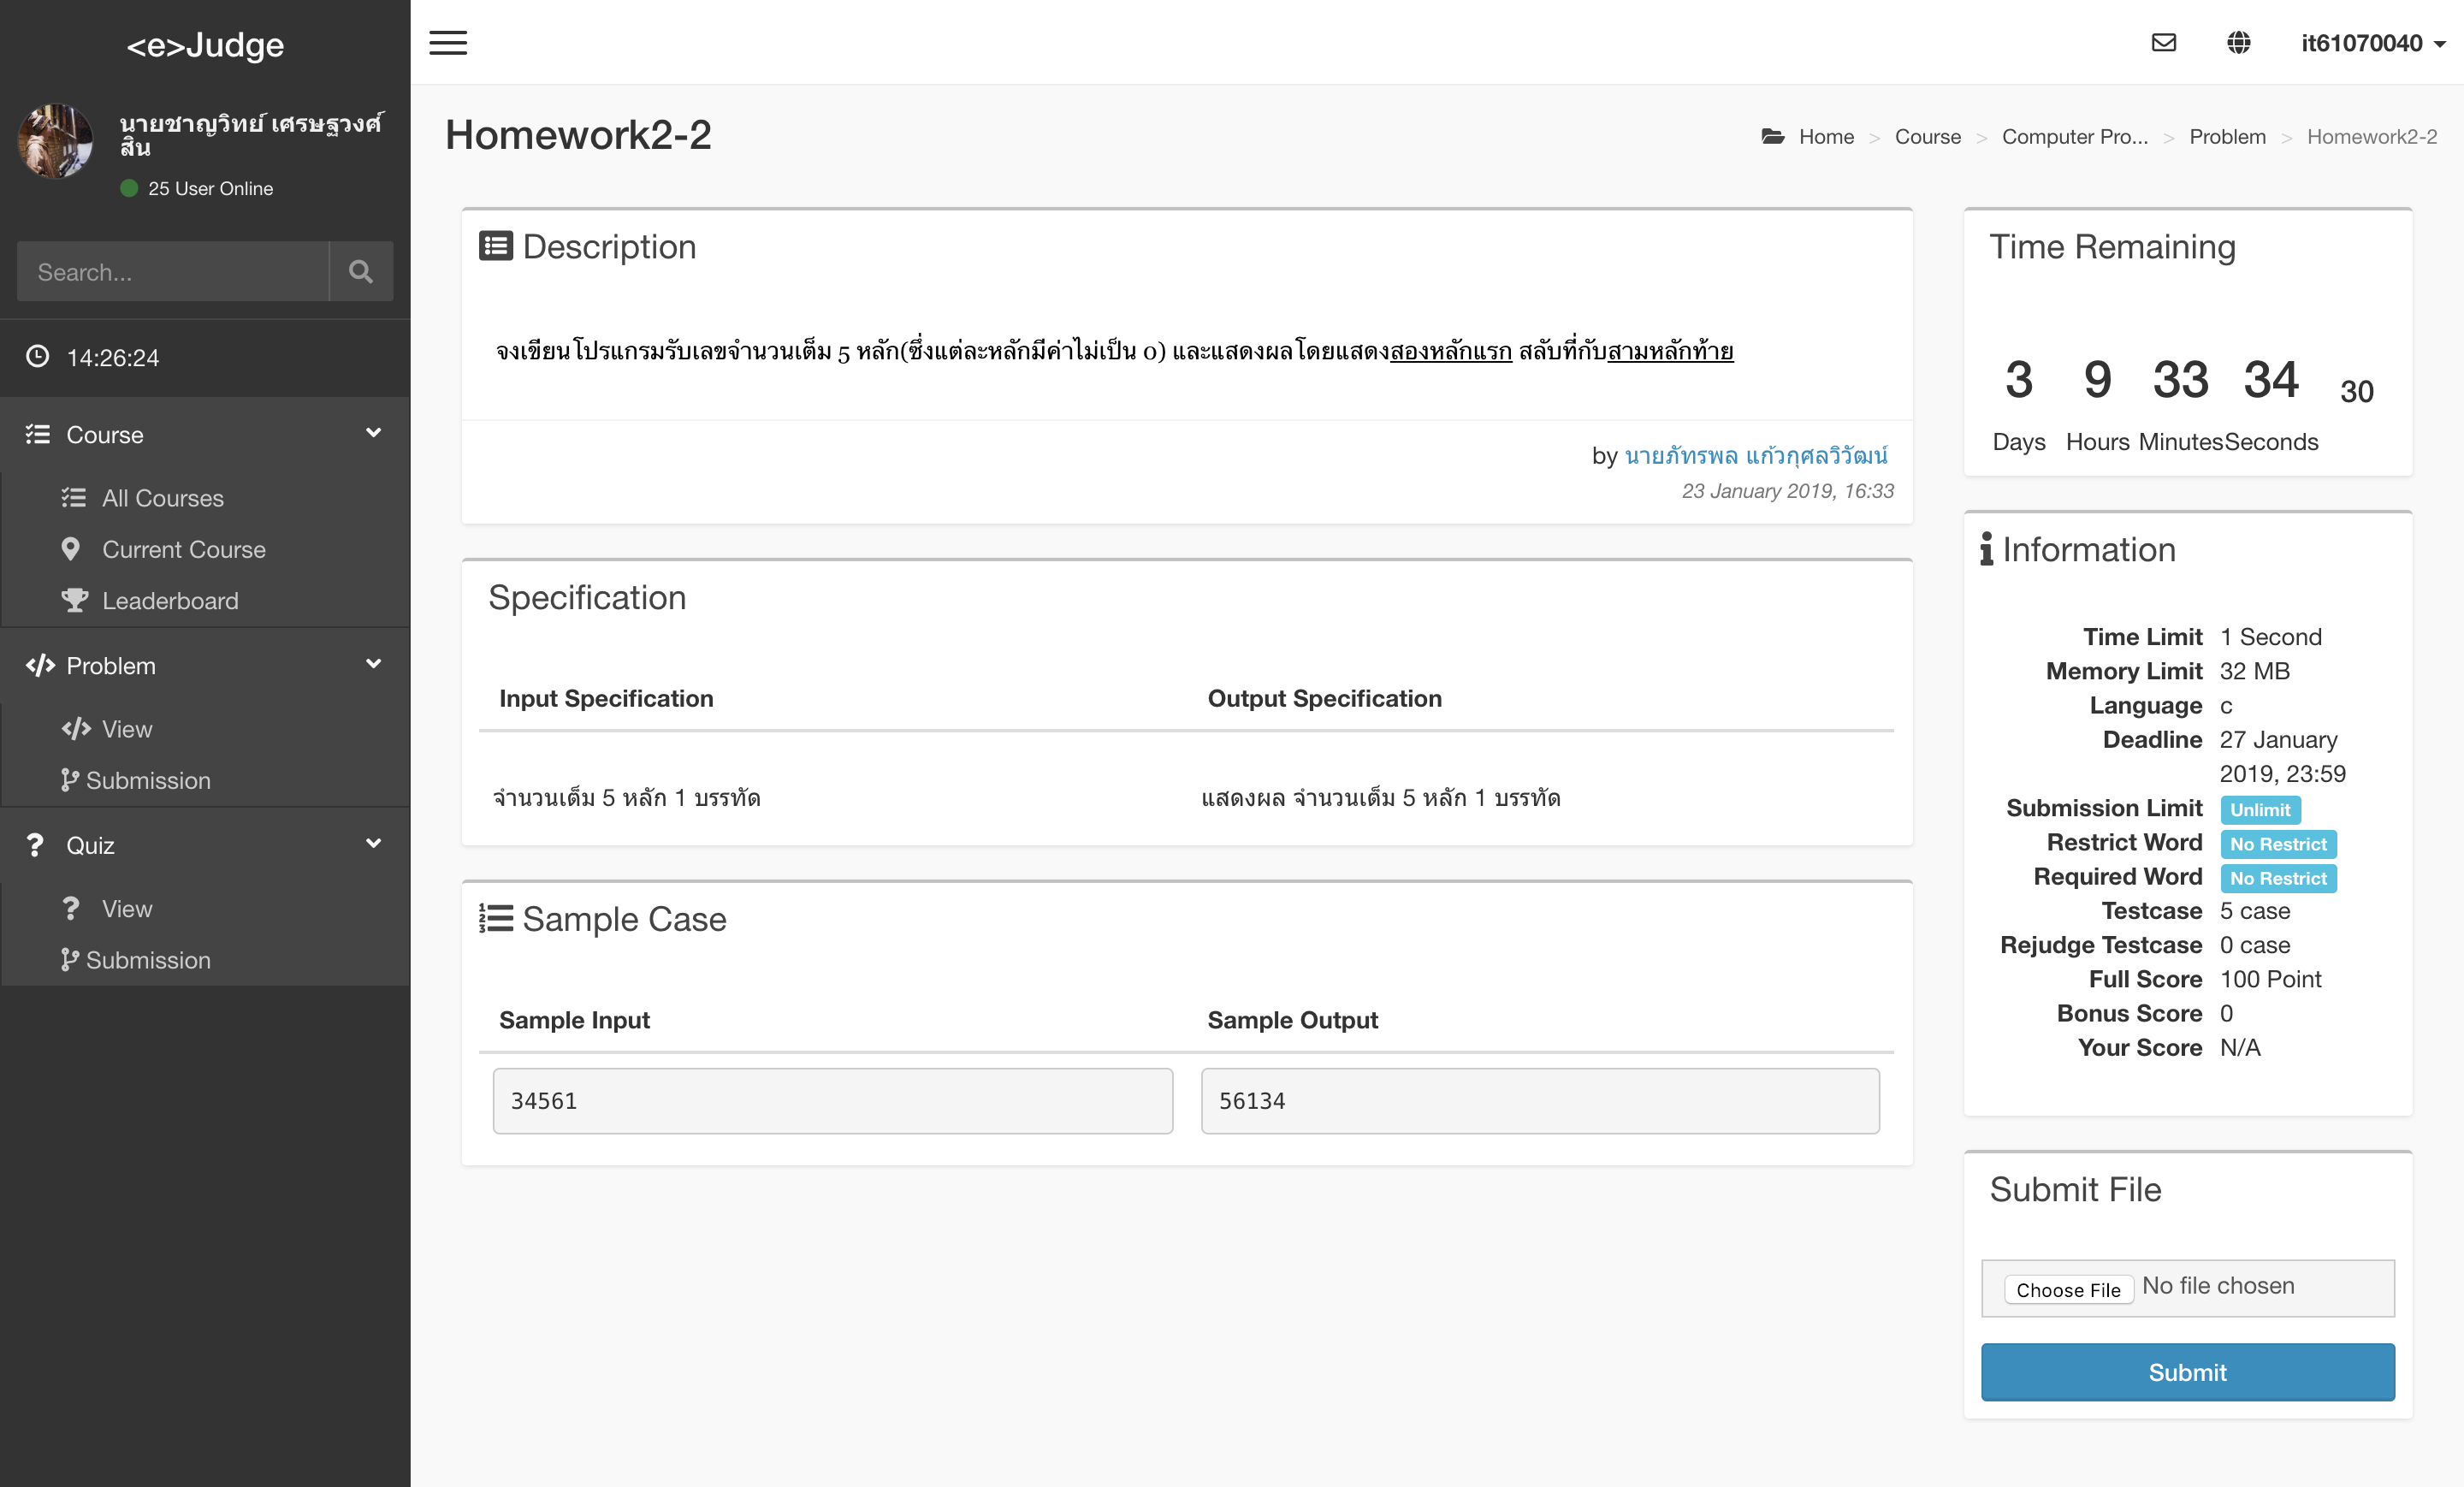 <e>Judge
it61070040
นายชาญวิทย์ เศรษฐวงศ์
สิน
25 User Online
Search...
14:26:24
Course
All Courses
Current Course
Leaderboard
Problem
View
Submission
Quiz
View
Submission
Homework2-2
Home > Course > Computer Pro... > Problem > Homework2-2
Description
จงเขียนโปรแกรมรับเลขจำนวนเต็ม 5 หลัก(ซึ่งแต่ละหลักมีค่าไม่เป็น 0) และแสดงผลโดยแสดงสองหลักแรก สลับที่กับสามหลักท้าย
by นายภัทรพล แก้วกุศลวิวัฒน์
23 January 2019, 16:33
Specification
Input Specification Output Specification
จำนวนเต็ม 5 หลัก 1 บรรทัด แสดงผล จำนวนเต็ม 5 หลัก 1 บรรทัด
Sample Case
Sample Input Sample Output
34561 56134
Time Remaining
3 9 33 34 30
Days Hours Minutes Seconds
Information
Time Limit 1 Second
Memory Limit 32 MB
Language c
Deadline 27 January
2019, 23:59
Submission Limit Unlimit
Restrict Word No Restrict
Required Word No Restrict
Testcase 5 case
Rejudge Testcase 0 case
Full Score 100 Point
Bonus Score 0
Your Score N/A
Submit File
Choose File No file chosen
Submit